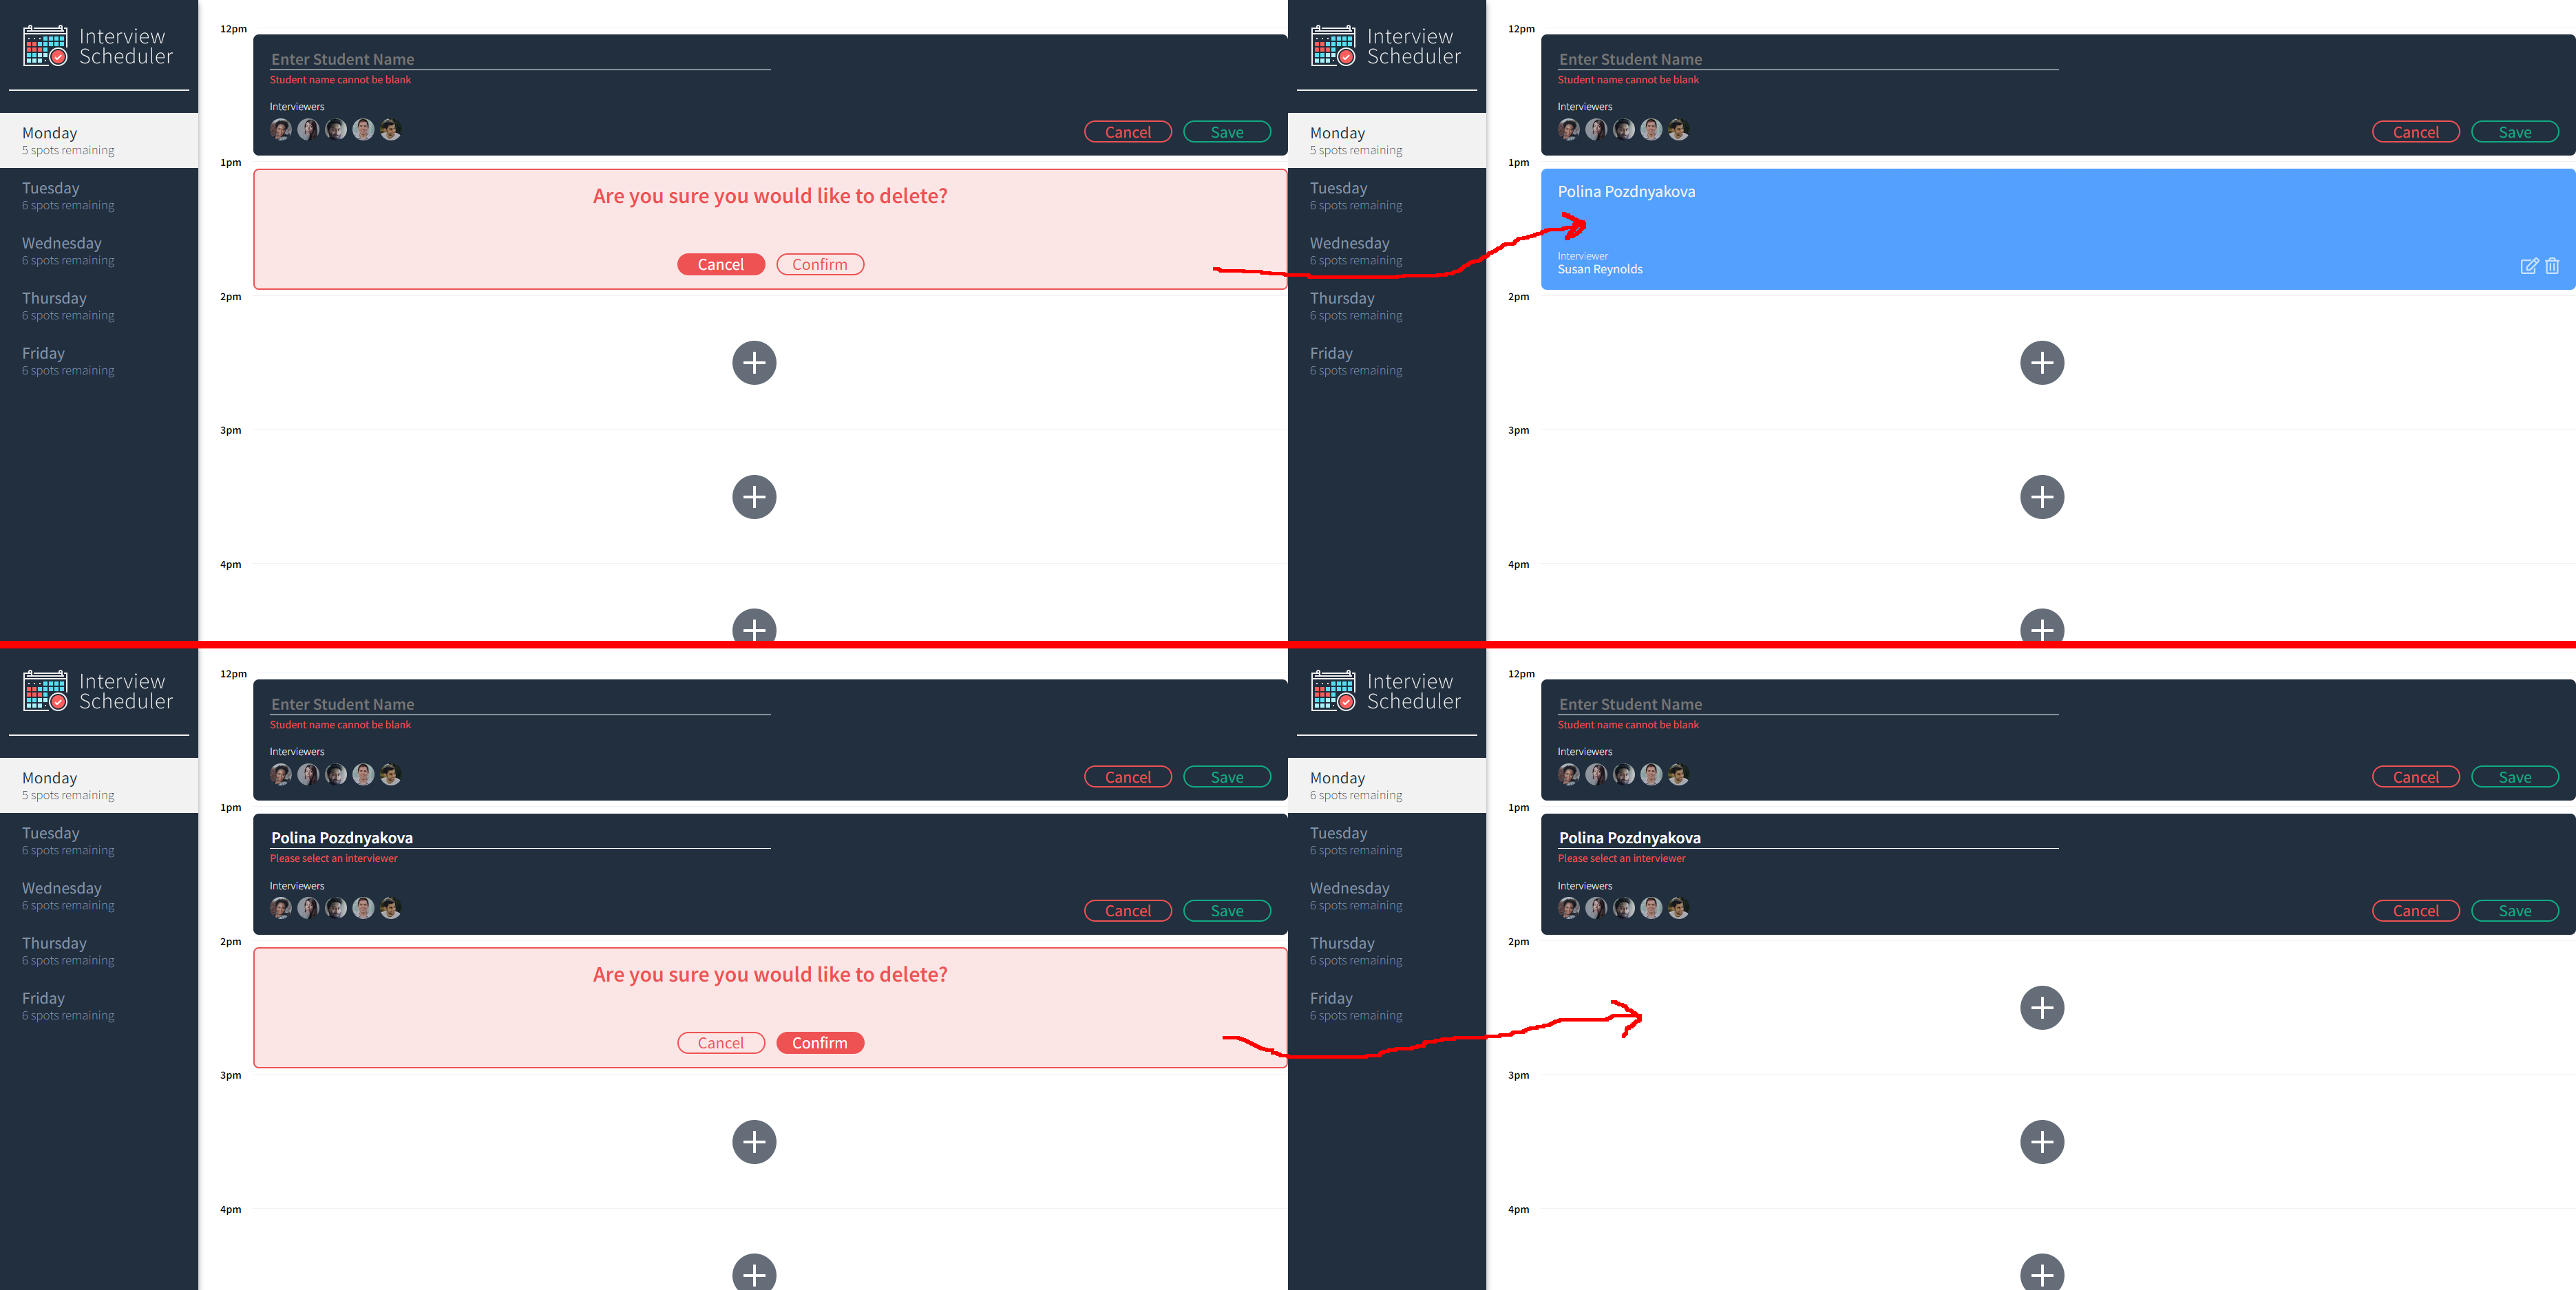 Interview
Scheduler
Monday
5 spots remaining
Tuesday
6 spots remaining
Wednesday
6 spots remaining
Thursday
6 spots remaining
Friday
6 spots remaining
12pm
Enter Student Name
Student name cannot be blank
Interviewers
Cancel Save
1pm
Are you sure you would like to delete?
Cancel Confirm
2pm
3pm
4pm
Interview
Scheduler
Monday
5 spots remaining
Tuesday
6 spots remaining
Wednesday
6 spots remaining
Thursday
6 spots remaining
Friday
6 spots remaining
12pm
Enter Student Name
Student name cannot be blank
Interviewers
Cancel Save
1pm
Polina Pozdnyakova
Interviewer
Susan Reynolds
2pm
3pm
4pm
Interview
Scheduler
Monday
5 spots remaining
Tuesday
6 spots remaining
Wednesday
6 spots remaining
Thursday
6 spots remaining
Friday
6 spots remaining
12pm
Enter Student Name
Student name cannot be blank
Interviewers
Cancel Save
1pm
Polina Pozdnyakova
Please select an interviewer
Interviewers
Cancel Save
2pm
Are you sure you would like to delete?
Cancel Confirm
3pm
4pm
Interview
Scheduler
Monday
6 spots remaining
Tuesday
6 spots remaining
Wednesday
6 spots remaining
Thursday
6 spots remaining
Friday
6 spots remaining
12pm
Enter Student Name
Student name cannot be blank
Interviewers
Cancel Save
1pm
Polina Pozdnyakova
Please select an interviewer
Interviewers
Cancel Save
2pm
3pm
4pm